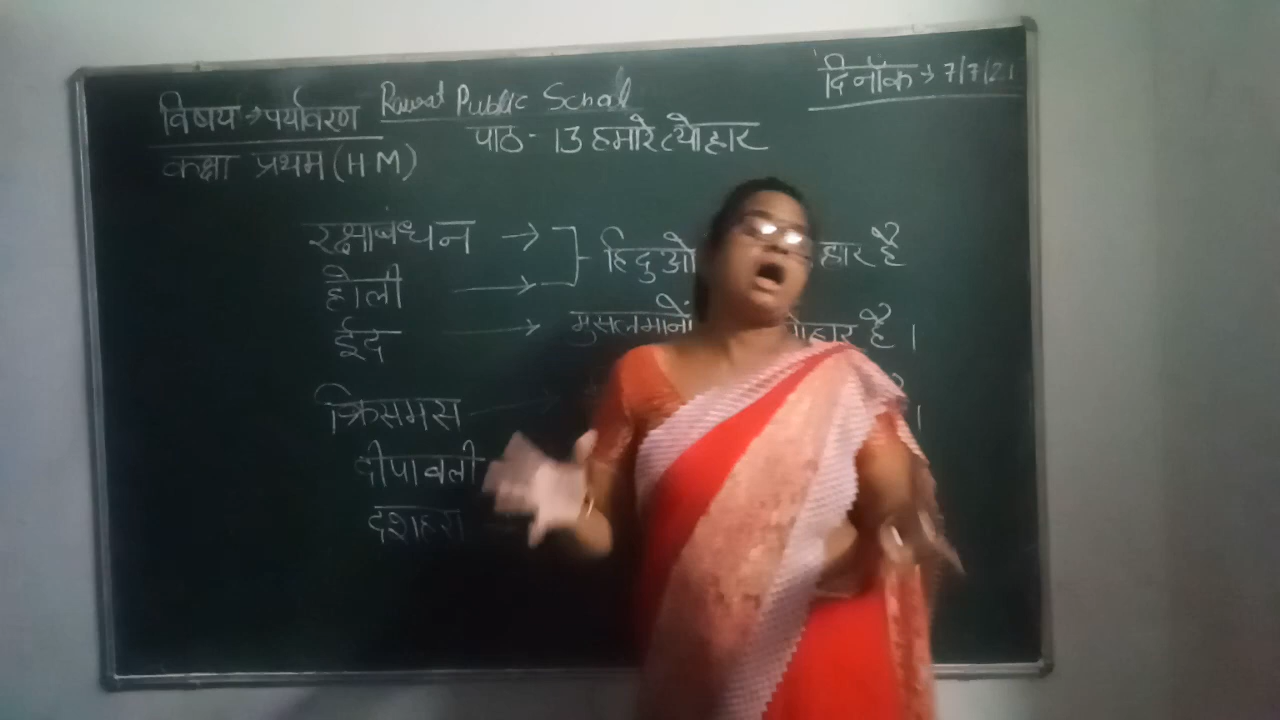 Rawat Public School
दिनाँक → 7/7/21
विषय → पर्यावरण
पाठ - 13 हमारे त्योहार
कक्षा प्रथम (H M)
रक्षाबंधन → हिदुओ हार है
होली →
ईद → मुसलमानों योहार है ।
क्रिसमस → ।
दीपावली
दशहरा